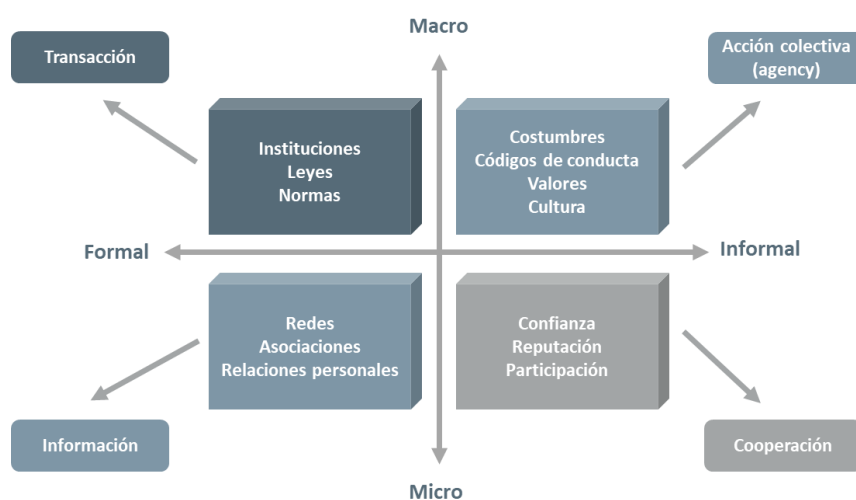 Macro
Transacción
Acción colectiva
(agency)
Instituciones
Leyes
Normas
Costumbres
Códigos de conducta
Valores
Cultura
Formal
Informal
Redes
Asociaciones
Relaciones personales
Confianza
Reputación
Participación
Información
Cooperación
Micro